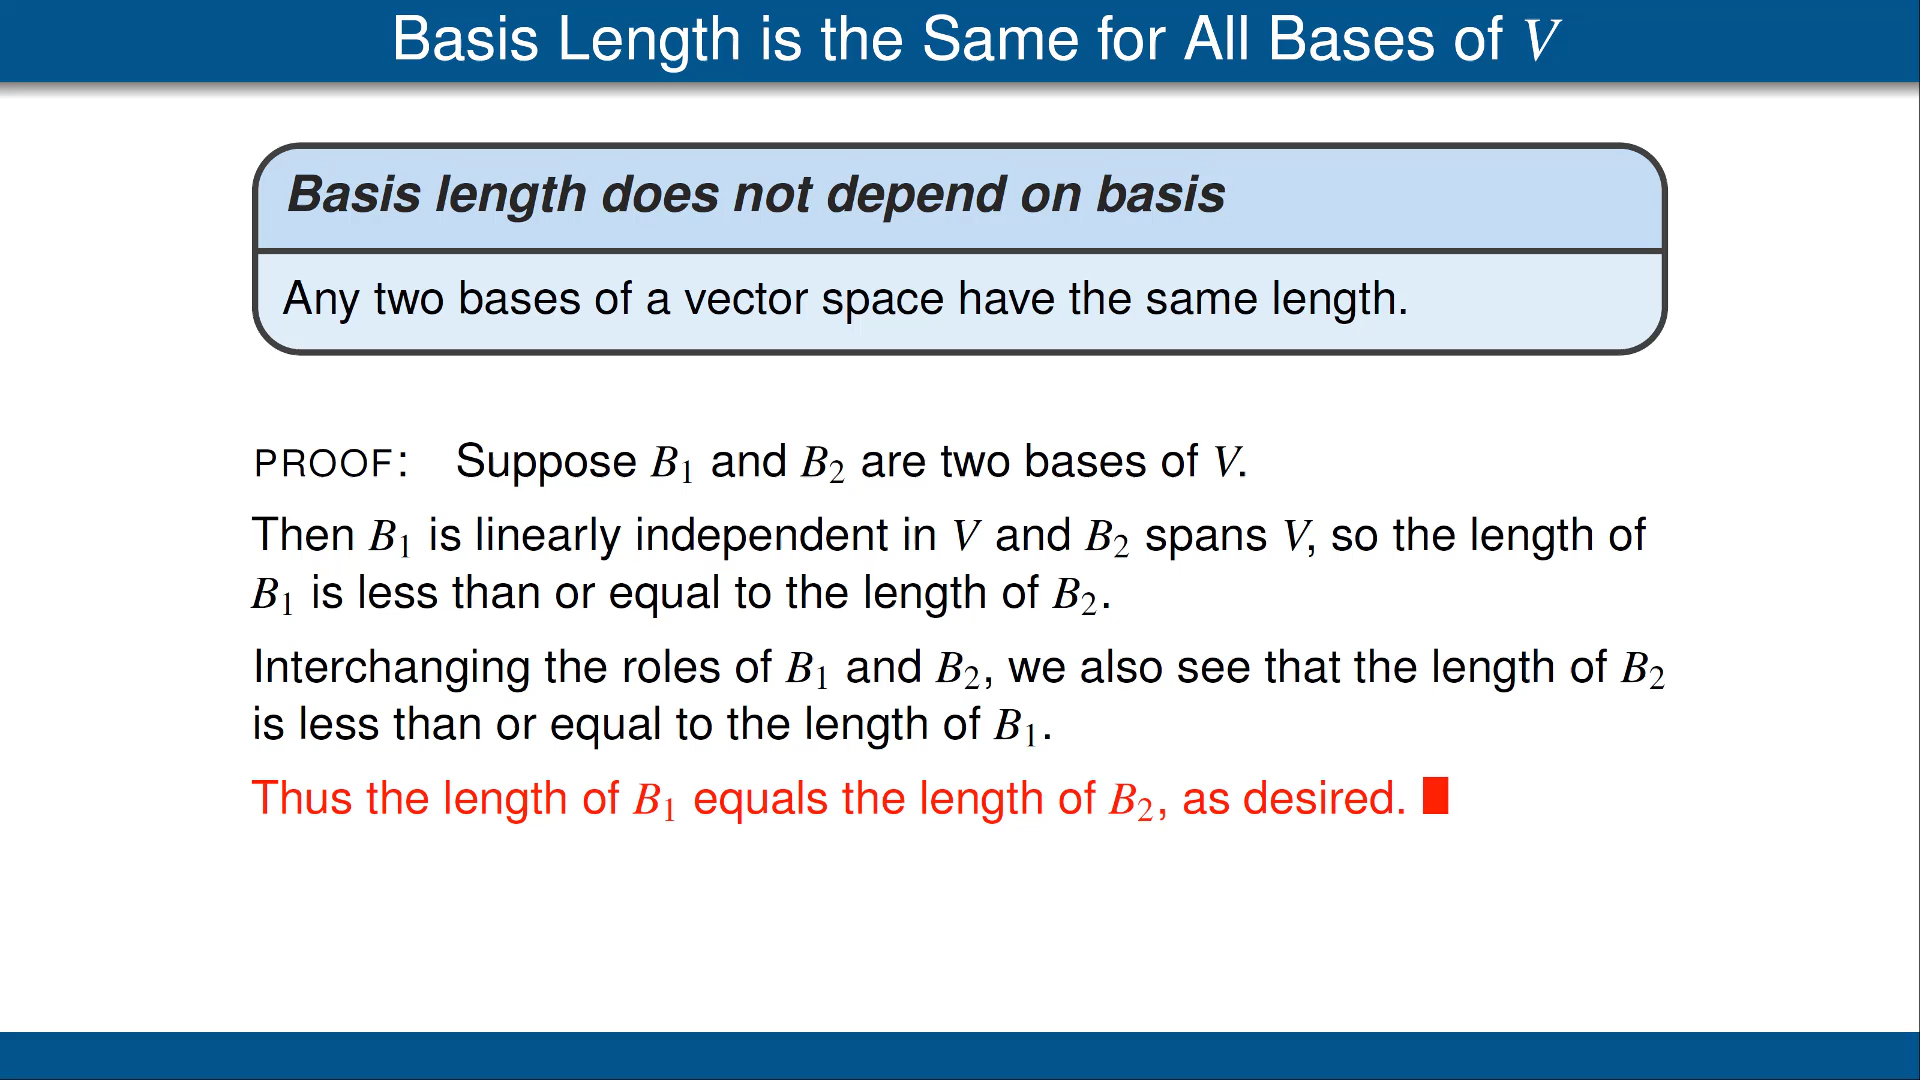 Basis Length is the Same for All Bases of V
Basis length does not depend on basis
Any two bases of a vector space have the same length.
PROOF: Suppose B₁ and B₂ are two bases of V.
Then B₁ is linearly independent in V and B₂ spans V, so the length of
B₁ is less than or equal to the length of B₂.
Interchanging the roles of B₁ and B₂, we also see that the length of B₂
is less than or equal to the length of B₁.
Thus the length of B₁ equals the length of B₂, as desired. ■